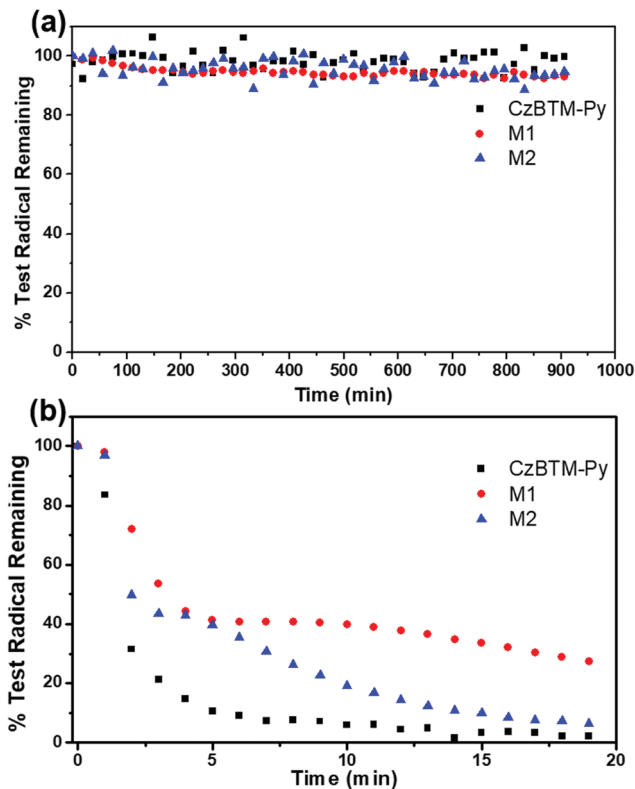 (a)
% Test Radical Remaining
100
80
60
40
20
0
CzBTM-Py
M1
M2
0 100 200 300 400 500 600 700 800 900 1000
Time (min)
(b)
% Test Radical Remaining
100
80
60
40
20
0
CzBTM-Py
M1
M2
0 5 10 15 20
Time (min)